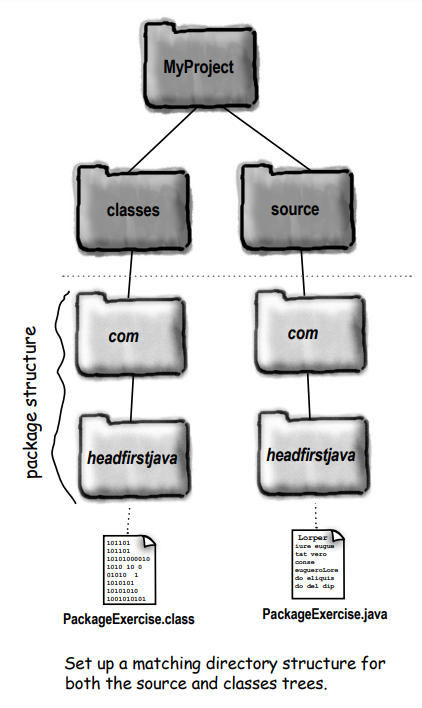 MyProject
classes
source
com
com
package structure
headfirstjava
headfirstjava
101101
101101
10101000010
1010 10 0
01010 1
1010101
10101010
1001010101
Lorper
iure eugue
tat vero
conse
eugueroLore
do eliquis
do del dip
PackageExercise.class
PackageExercise.java
Set up a matching directory structure for
both the source and classes trees.